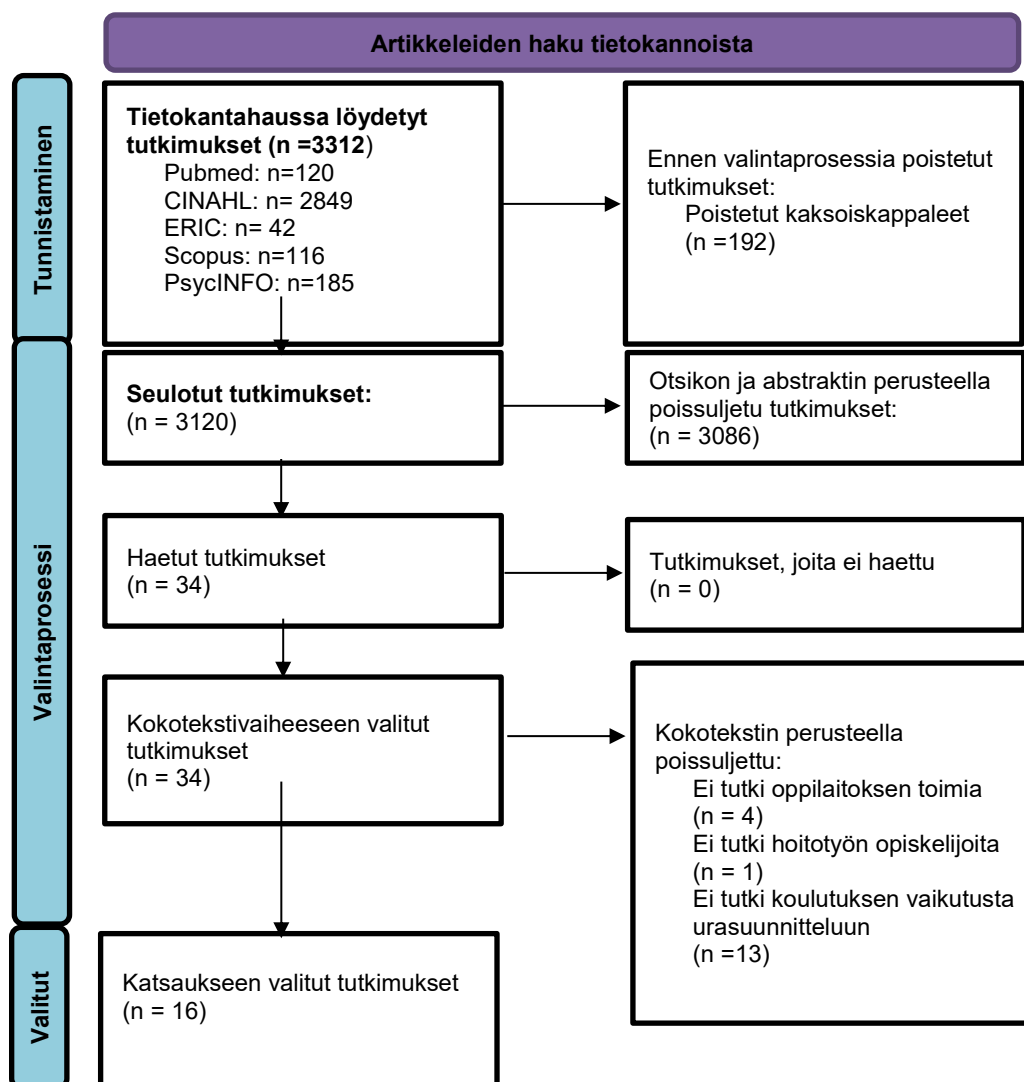 Artikkeleiden haku tietokannoista
Tunnistaminen
Tietokantahaussa löydetyt
tutkimukset (n =3312)
Pubmed: n=120
CINAHL: n= 2849
ERIC: n= 42
Scopus: n=116
PsycINFO: n=185
Ennen valintaprosessia poistetut
tutkimukset:
Poistetut kaksoiskappaleet
(n =192)
Valintaprosessi
Seulotut tutkimukset:
(n = 3120)
Otsikon ja abstraktin perusteella
poissuljetu tutkimukset:
(n = 3086)
Haetut tutkimukset
(n = 34)
Tutkimukset, joita ei haettu
(n = 0)
Kokotekstivaiheeseen valitut
tutkimukset
(n = 34)
Kokotekstin perusteella
poissuljettu:
Ei tutki oppilaitoksen toimia
(n = 4)
Ei tutki hoitotyön opiskelijoita
(n = 1)
Ei tutki koulutuksen vaikutusta
urasuunnitteluun
(n =13)
Valitut
Katsaukseen valitut tutkimukset
(n = 16)